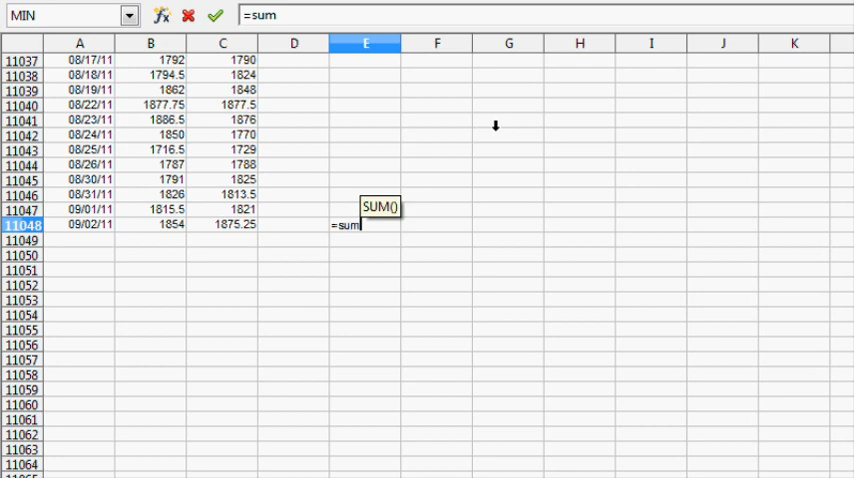 MIN =sum
A B C D E F G H I J K
11037 08/17/11 1792 1790
11038 08/18/11 1794.5 1824
11039 08/19/11 1862 1848
11040 08/22/11 1877.75 1877.5
11041 08/23/11 1886.5 1876
11042 08/24/11 1850 1770
11043 08/25/11 1716.5 1729
11044 08/26/11 1787 1788
11045 08/30/11 1791 1825
11046 08/31/11 1826 1813.5
SUM()
11047 09/01/11 1815.5 1821
11048 09/02/11 1854 1875.25 =sum
11049
11050
11051
11052
11053
11054
11055
11056
11057
11058
11059
11060
11061
11062
11063
11064